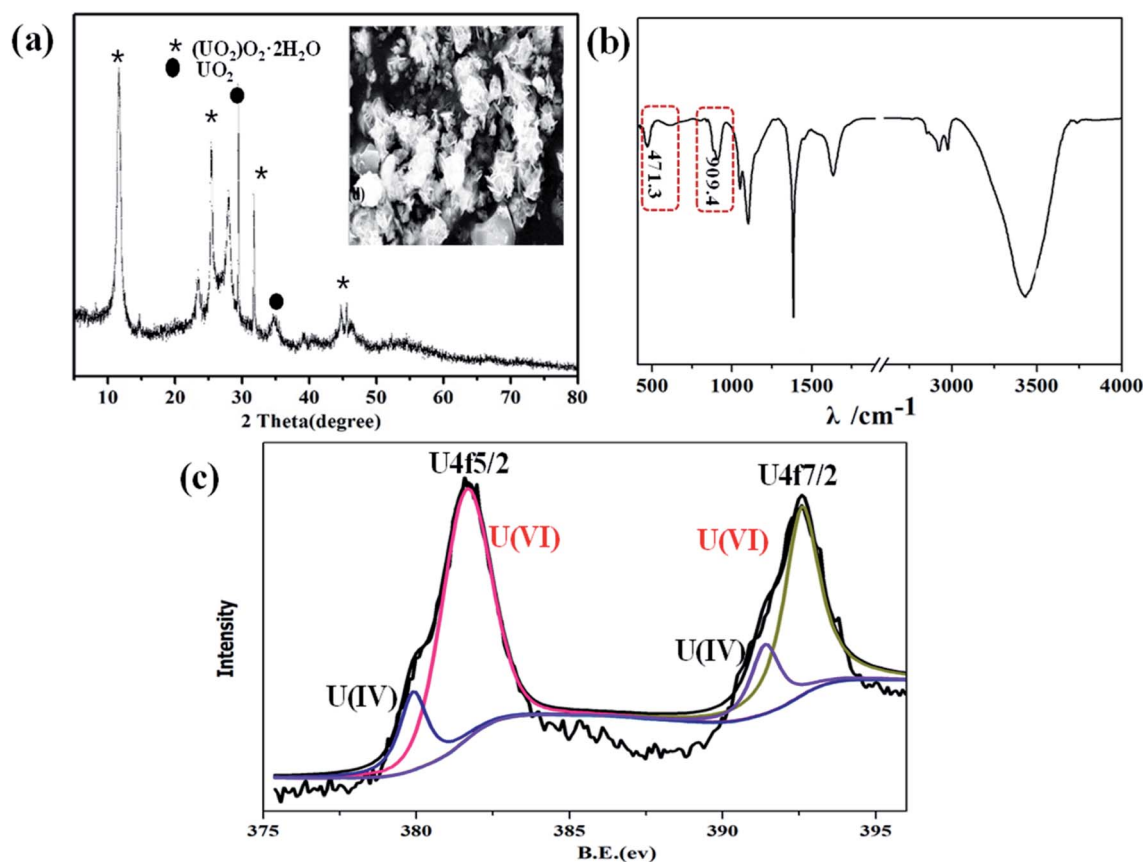 (a)
* (UO₂)O₂·2H₂O
● UO₂
*
*
*
*
10 20 30 40 50 60 70 80
2 Theta(degree)
(b)
471.3
909.4
500 1000 1500 3000 3500 4000
λ /cm⁻¹
(c)
U4f5/2
U4f7/2
U(VI)
U(VI)
U(IV)
U(IV)
Intensity
375 380 385 390 395
B.E.(ev)